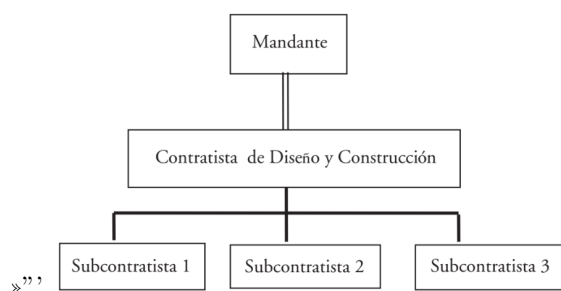 Mandante
Contratista de Diseño y Construcción
»”’ Subcontratista 1 Subcontratista 2 Subcontratista 3